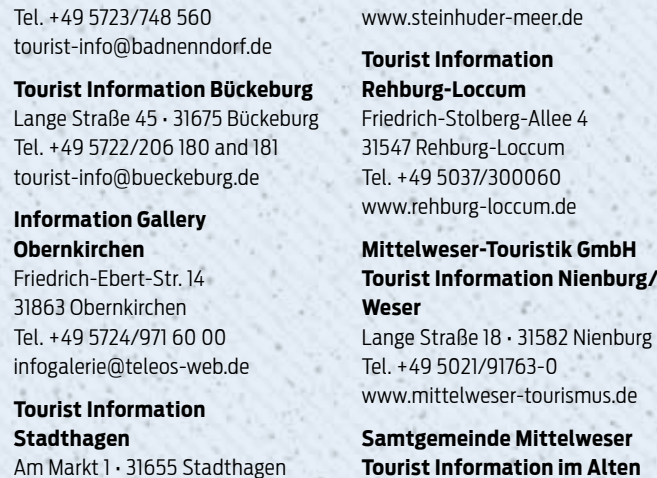 Tel. +49 5723/748 560
tourist-info@badnenndorf.de
Tourist Information Bückeburg
Lange Straße 45 • 31675 Bückeburg
Tel. +49 5722/206 180 and 181
tourist-info@bueckeburg.de
Information Gallery
Obernkirchen
Friedrich-Ebert-Str. 14
31863 Obernkirchen
Tel. +49 5724/971 60 00
infogalerie@teleos-web.de
Tourist Information
Stadthagen
Am Markt 1 • 31655 Stadthagen
www.steinhuder-meer.de
Tourist Information
Rehburg-Loccum
Friedrich-Stolberg-Allee 4
31547 Rehburg-Loccum
Tel. +49 5037/300060
www.rehburg-loccum.de
Mittelweser-Touristik GmbH
Tourist Information Nienburg/
Weser
Lange Straße 18 • 31582 Nienburg
Tel. +49 5021/91763-0
www.mittelweser-tourismus.de
Samtgemeinde Mittelweser
Tourist Information im Alten